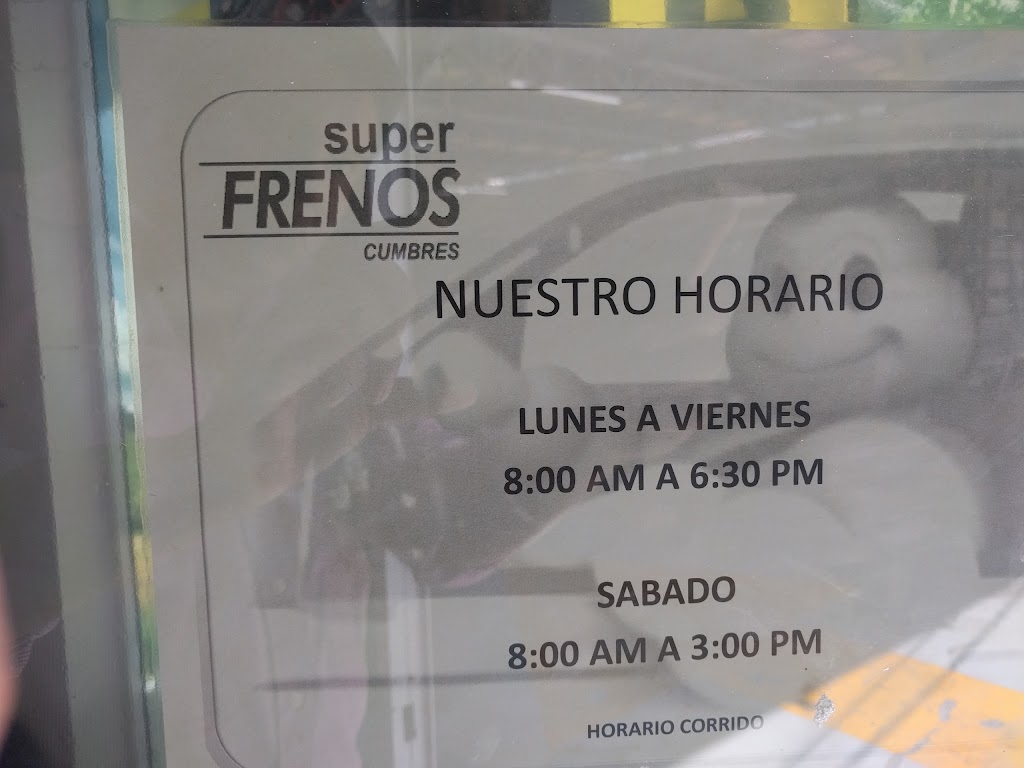 super
FRENOS
CUMBRES
NUESTRO HORARIO
LUNES A VIERNES
8:00 AM A 6:30 PM
SABADO
8:00 AM A 3:00 PM
HORARIO CORRIDO